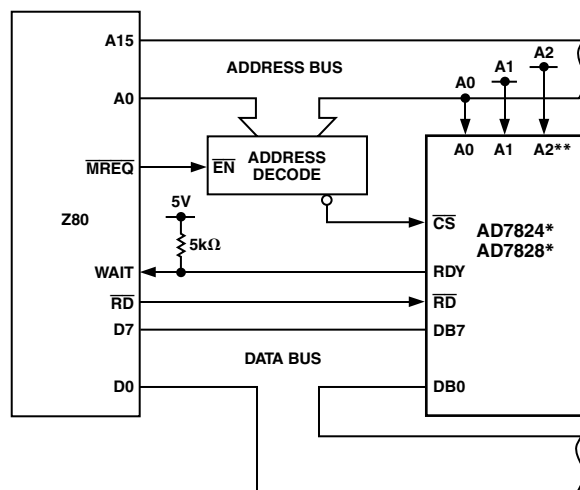 A15
ADDRESS BUS
A0 A1 A2
A0
MREQ
EN
ADDRESS
DECODE
A0 A1 A2**
Z80
5V
5kΩ
CS
AD7824*
AD7828*
WAIT
RDY
RD
RD
D7
DB7
DATA BUS
D0
DB0